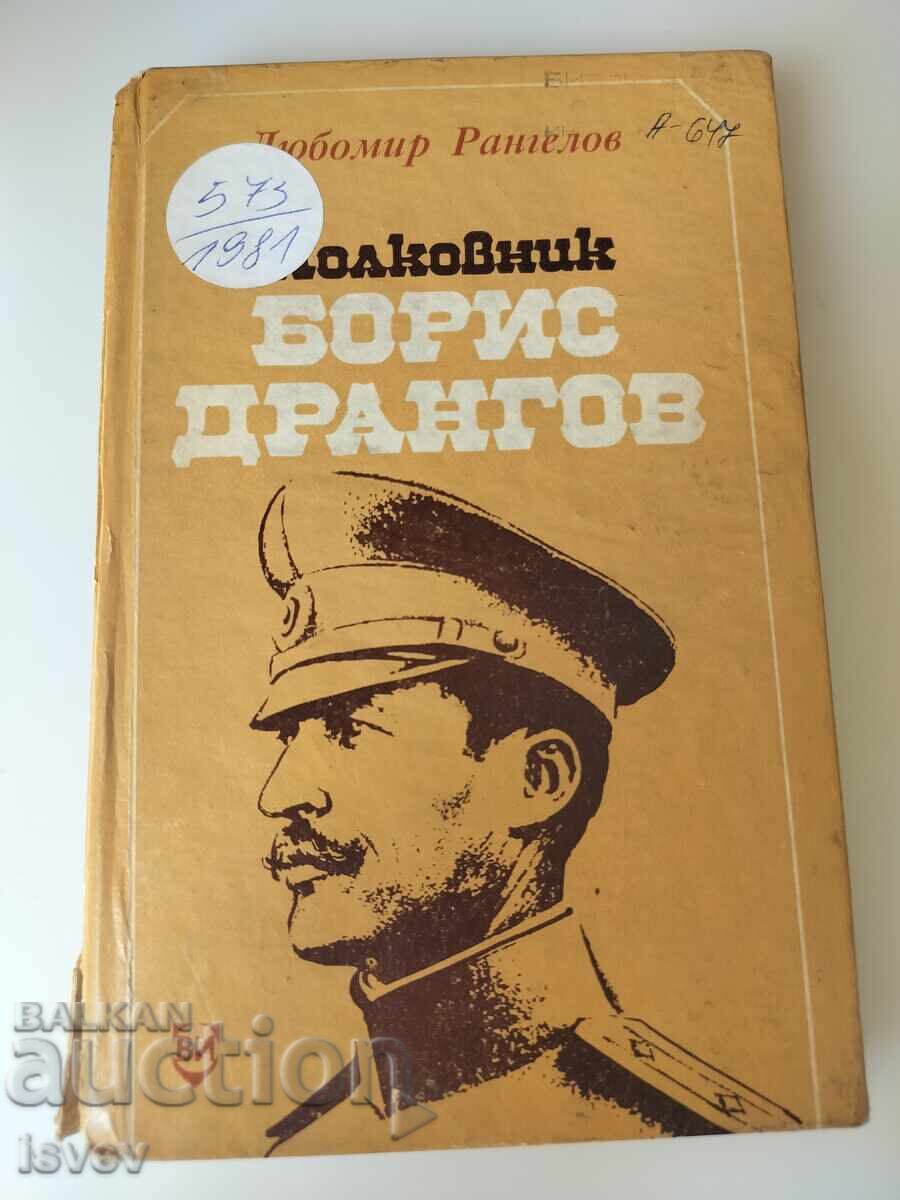 А-647
Любомир Рангелов
573
1981
Полковник
БОРИС
ДРАНГОВ
ВИ
BALKAN
auction
isvev